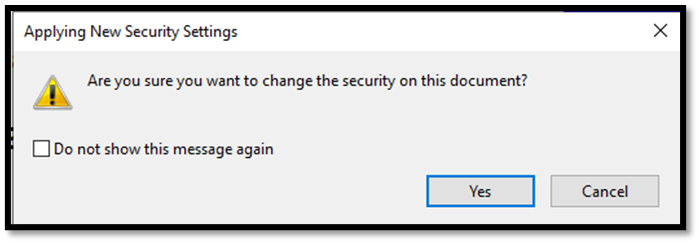 Applying New Security Settings
Are you sure you want to change the security on this document?
Do not show this message again
Yes
Cancel